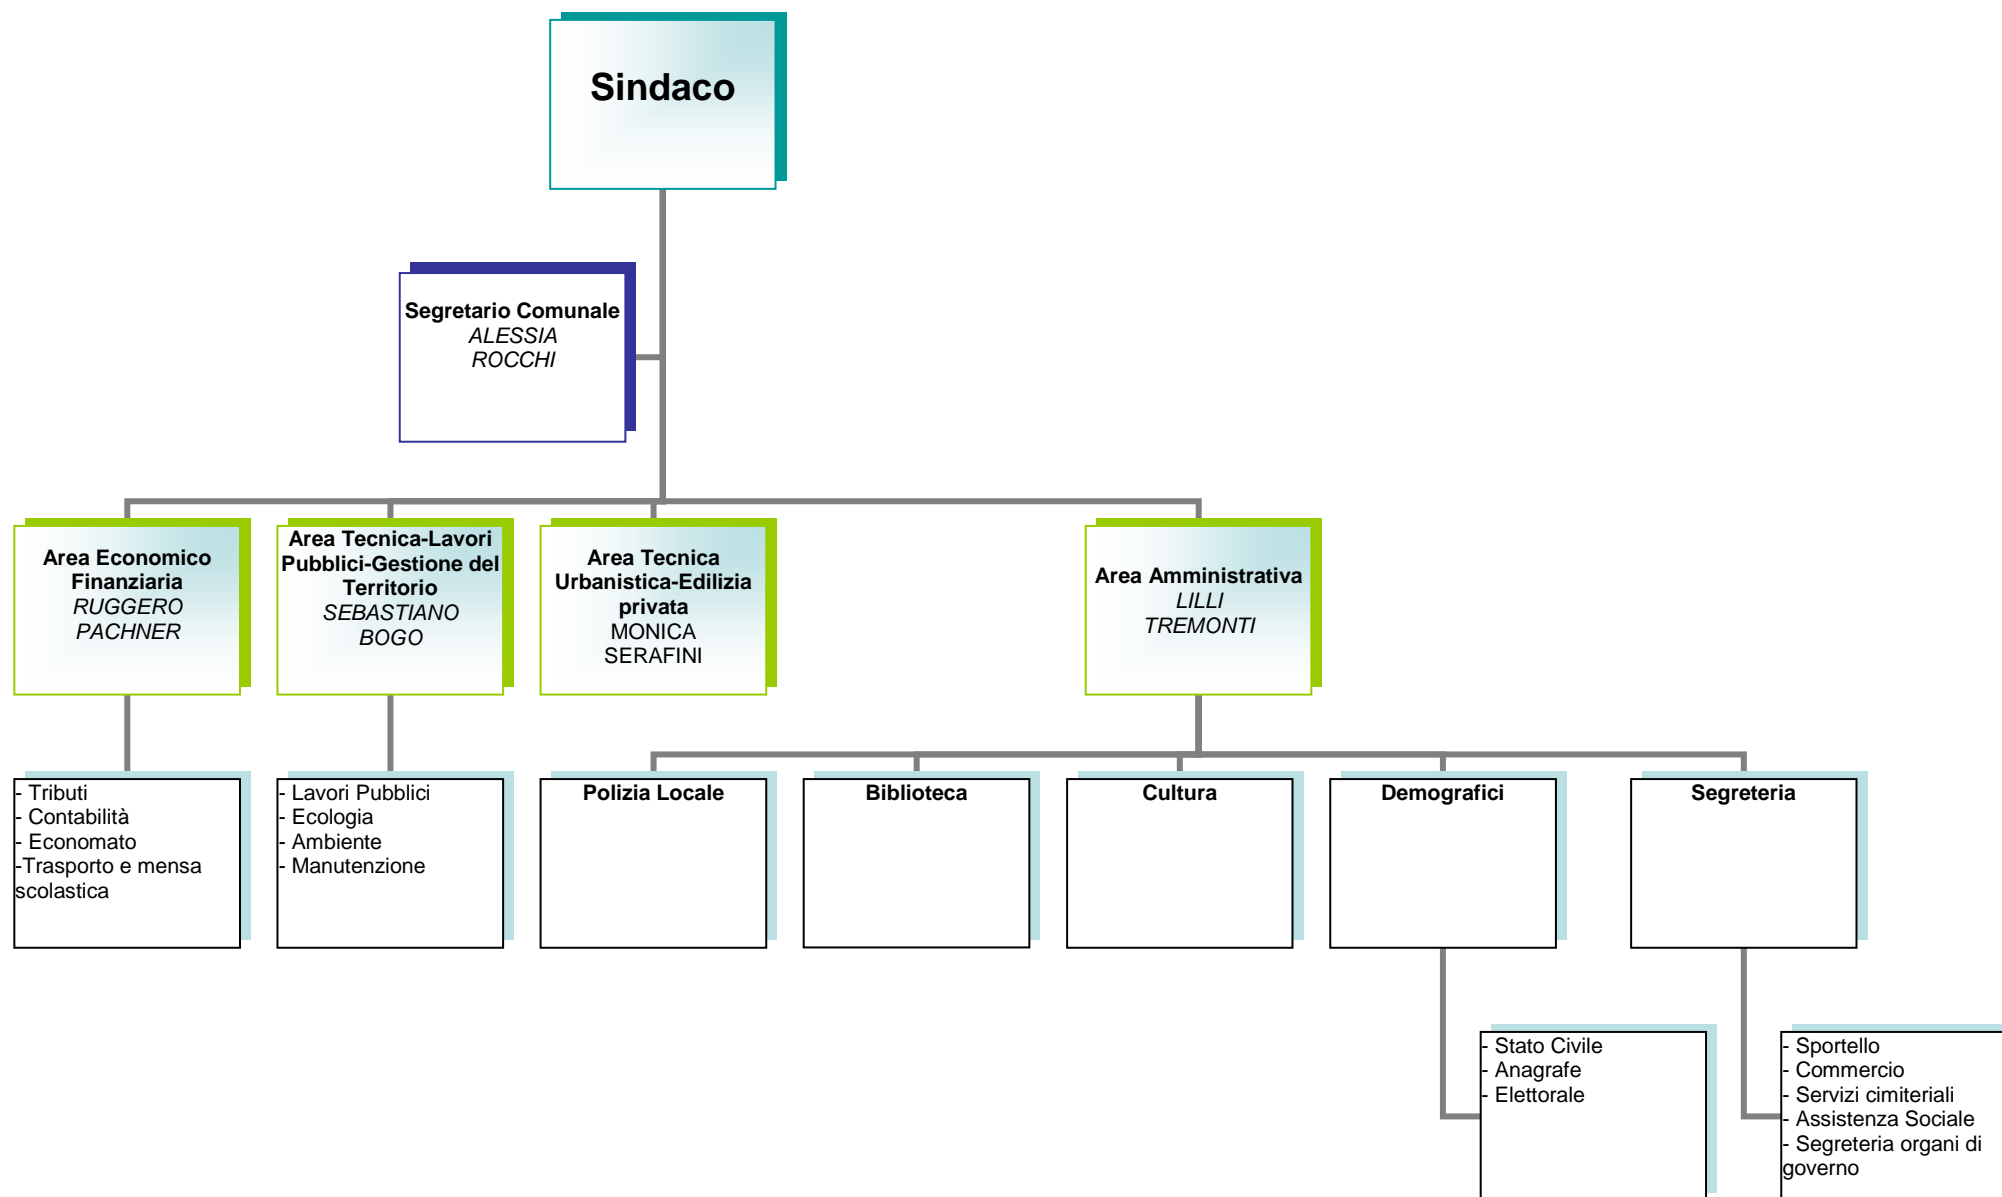 Sindaco
Segretario Comunale
ALESSIA
ROCCHI
Area Economico
Finanziaria
RUGGERO
PACHNER
Area Tecnica-Lavori
Pubblici-Gestione del
Territorio
SEBASTIANO
BOGO
Area Tecnica
Urbanistica-Edilizia
privata
MONICA
SERAFINI
Area Amministrativa
LILLI
TREMONTI
- Tributi
- Contabilità
- Economato
-Trasporto e mensa
scolastica
- Lavori Pubblici
- Ecologia
- Ambiente
- Manutenzione
Polizia Locale
Biblioteca
Cultura
Demografici
Segreteria
- Stato Civile
- Anagrafe
- Elettorale
- Sportello
- Commercio
- Servizi cimiteriali
- Assistenza Sociale
- Segreteria organi di
governo